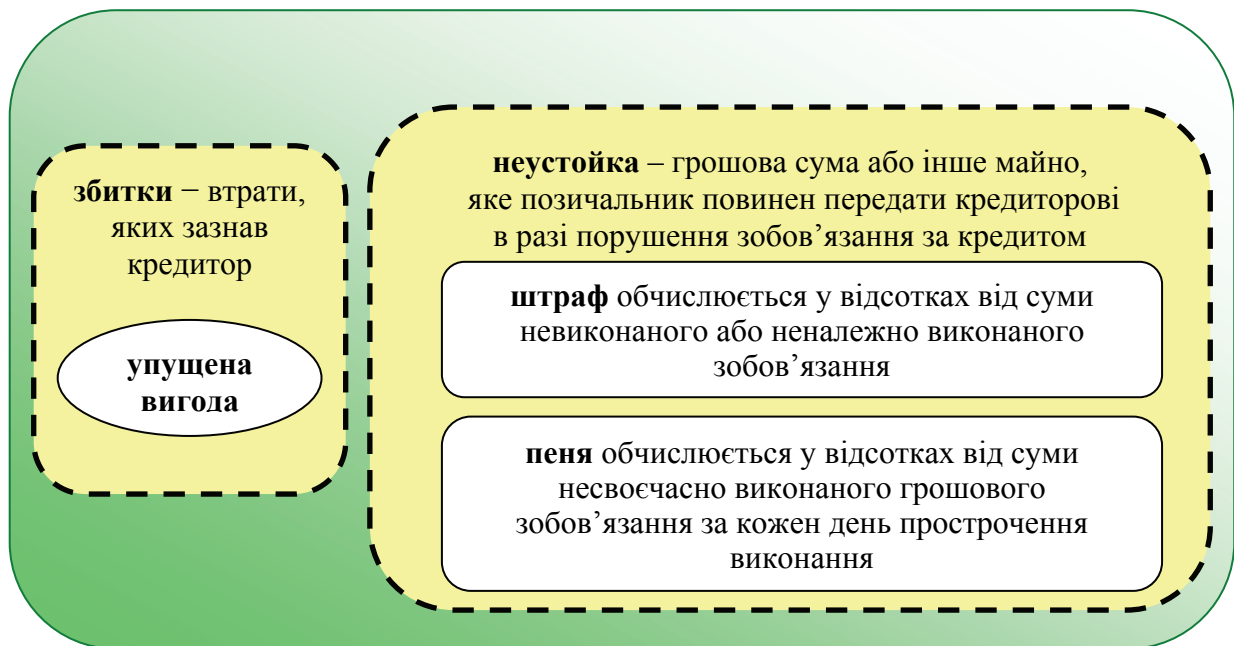 збитки − втрати,
яких зазнав
кредитор
упущена
вигода
неустойка – грошова сума або інше майно,
яке позичальник повинен передати кредиторові
в разі порушення зобов’язання за кредитом
штраф обчислюється у відсотках від суми
невиконаного або неналежно виконаного
зобов’язання
пеня обчислюється у відсотках від суми
несвоєчасно виконаного грошового
зобов’язання за кожен день прострочення
виконання